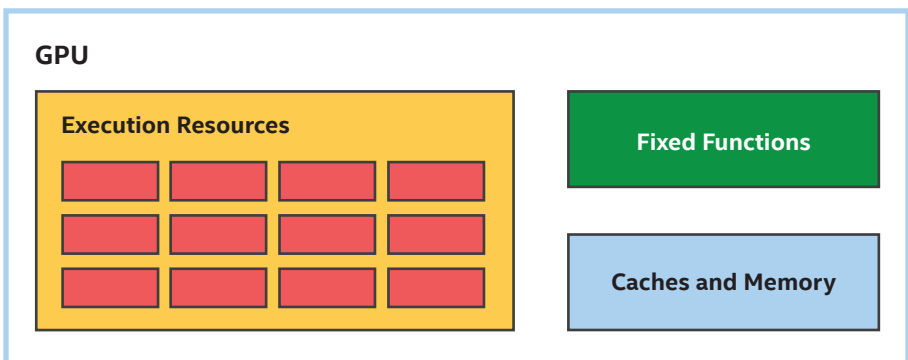 GPU
Execution Resources
Fixed Functions
Caches and Memory